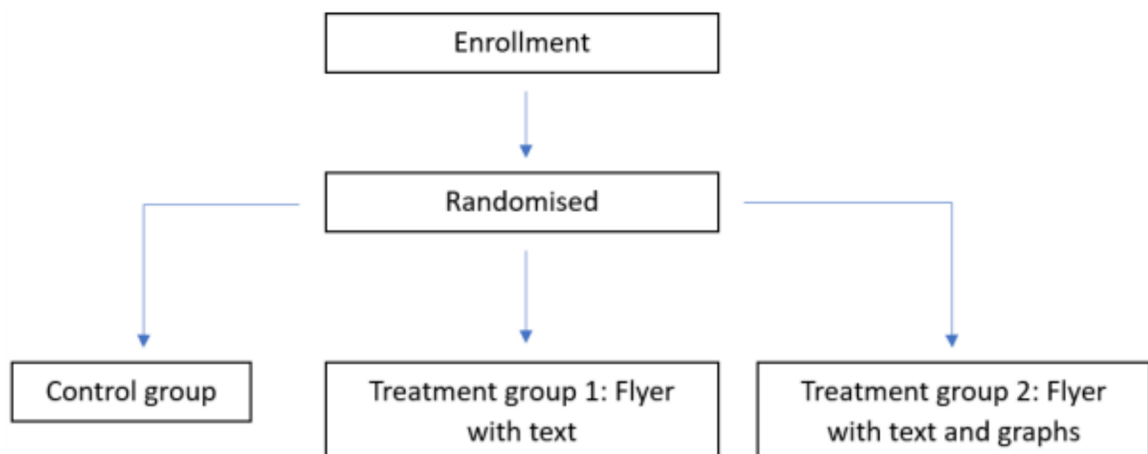 Enrollment
Randomised
Control group
Treatment group 1: Flyer
with text
Treatment group 2: Flyer
with text and graphs